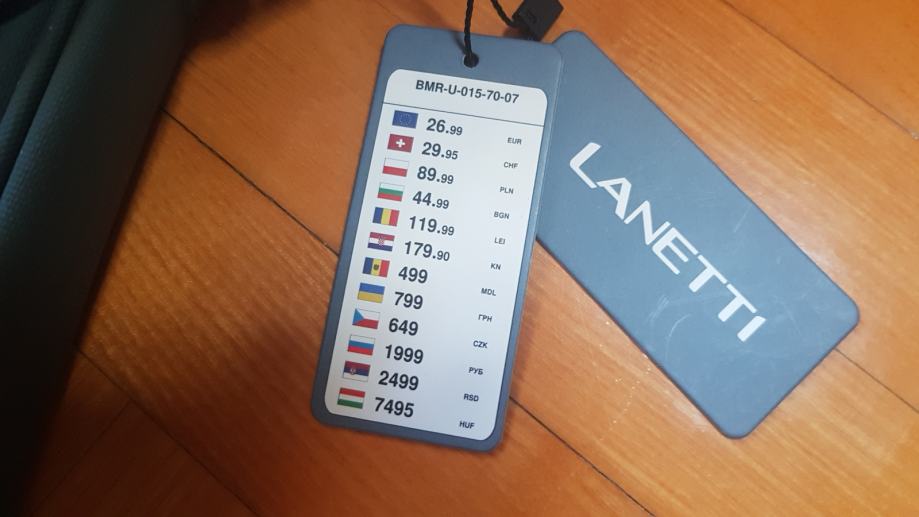 BMR-U-015-70-07
26.99 EUR
29.95 CHF
89.99 PLN
44.99 BGN
119.99 LEI
179.90 KN
499 MDL
799 ГРН
649 CZK
1999 РУБ
2499 RSD
7495 HUF
LANETTI